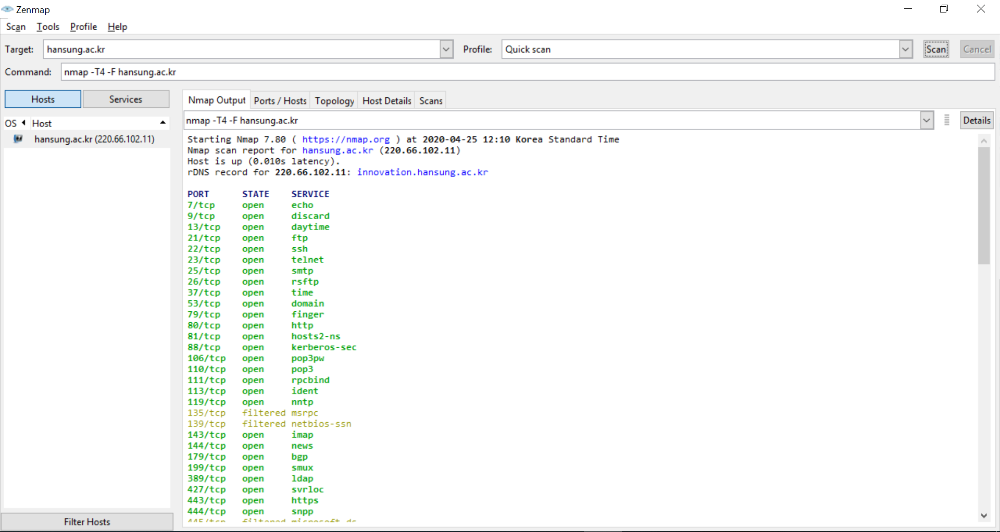 Zenmap
Scan Tools Profile Help
Target: hansung.ac.kr Profile: Quick scan Scan Cancel
Command: nmap -T4 -F hansung.ac.kr
Hosts Services
OS Host
hansung.ac.kr (220.66.102.11)
Filter Hosts
Nmap Output Ports / Hosts Topology Host Details Scans
nmap -T4 -F hansung.ac.kr Details
Starting Nmap 7.80 ( https://nmap.org ) at 2020-04-25 12:10 Korea Standard Time
Nmap scan report for hansung.ac.kr (220.66.102.11)
Host is up (0.010s latency).
rDNS record for 220.66.102.11: innovation.hansung.ac.kr
PORT STATE SERVICE
7/tcp open echo
9/tcp open discard
13/tcp open daytime
21/tcp open ftp
22/tcp open ssh
23/tcp open telnet
25/tcp open smtp
26/tcp open rsftp
37/tcp open time
53/tcp open domain
79/tcp open finger
80/tcp open http
81/tcp open hosts2-ns
88/tcp open kerberos-sec
106/tcp open pop3pw
110/tcp open pop3
111/tcp open rpcbind
113/tcp open ident
119/tcp open nntp
135/tcp filtered msrpc
139/tcp filtered netbios-ssn
143/tcp open imap
144/tcp open news
179/tcp open bgp
199/tcp open smux
389/tcp open ldap
427/tcp open svrloc
443/tcp open https
444/tcp open snpp
445/tcp filtered microsoft-ds